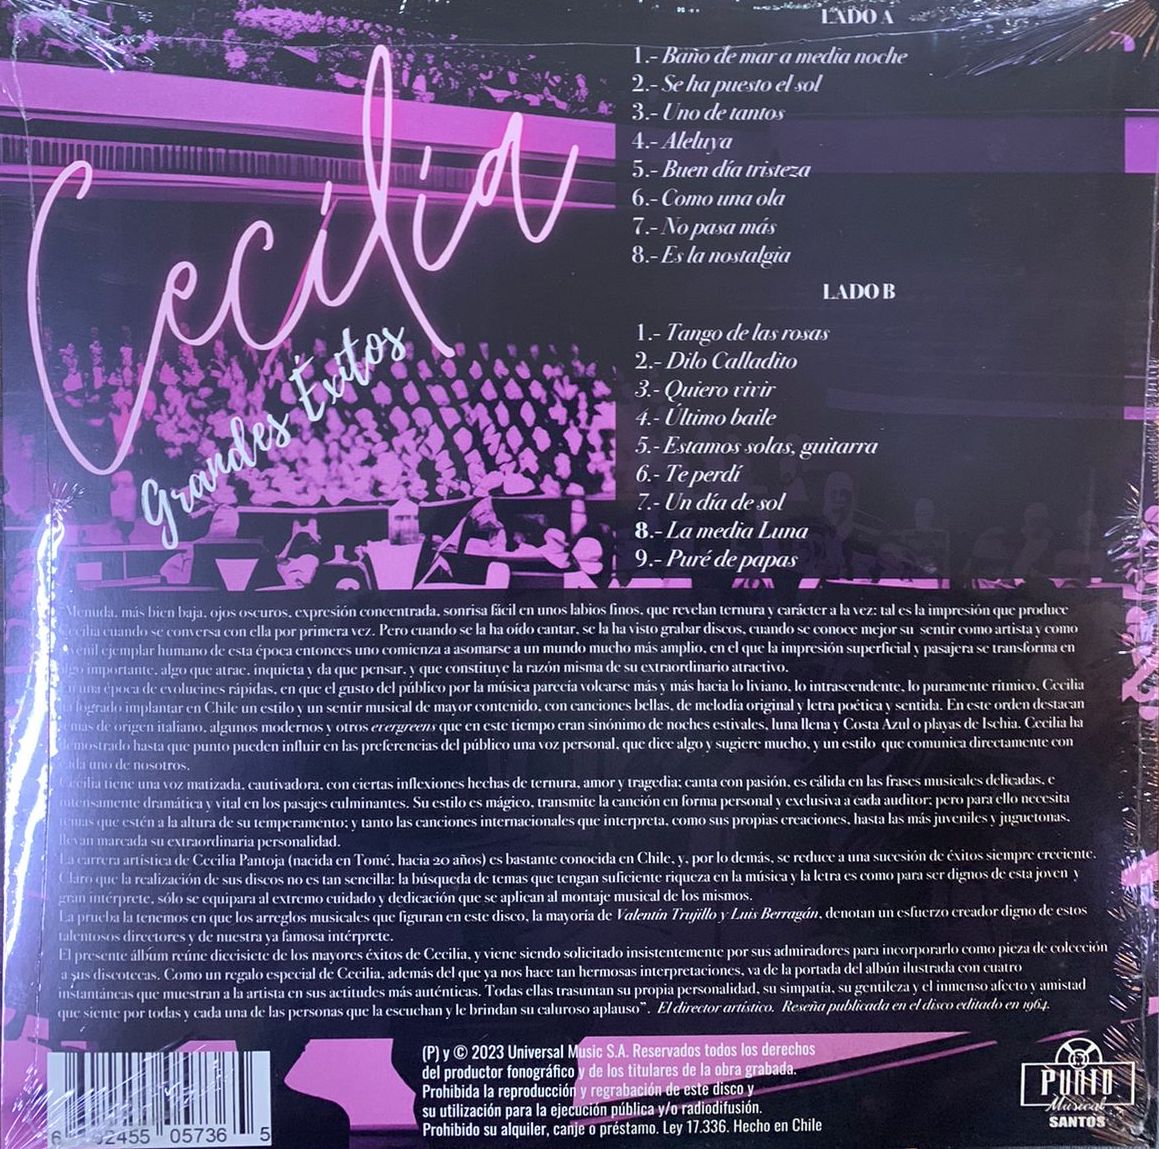 Cecilia
Grandes Éxitos
LADO A
1.- Baño de mar a media noche
2.- Se ha puesto el sol
3.- Uno de tantos
4.- Aleluya
5.- Buen día tristeza
6.- Como una ola
7.- No pasa más
8.- Es la nostalgia
LADO B
1.- Tango de las rosas
2.- Dilo Calladito
3.- Quiero vivir
4.- Último baile
5.- Estamos solas, guitarra
6.- Te perdí
7.- Un día de sol
8.- La media Luna
9.- Puré de papas
Menuda, más bien baja, ojos oscuros, expresión concentrada, sonrisa fácil en unos labios finos, que revelan ternura y carácter a la vez: tal es la impresión que produce
Cecilia cuando se conversa con ella por primera vez. Pero cuando se la ha oído cantar, se la ha visto grabar discos, cuando se conoce mejor su sentir como artista y como
ejemplar humano de esta época entonces uno comienza a asomarse a un mundo mucho más amplio, en el que la impresión superficial y pasajera se transforma en
algo importante, algo que atrae, inquieta y da que pensar, y que constituye la razón misma de su extraordinario atractivo.
En una época de evolucines rápidas, en que el gusto del público por la música parecía volcarse más y más hacia lo liviano, lo intrascendente, lo puramente rítmico, Cecilia
ha logrado implantar en Chile un estilo y un sentir musical de mayor contenido, con canciones bellas, de melodía original y letra poética y sentida. En este orden destacan
temas de origen italiano, algunos modernos y otros evergreens que en este tiempo eran sinónimo de noches estivales, luna llena y Costa Azul o playas de Ischia. Cecilia ha
demostrado hasta que punto pueden influir en las preferencias del público una voz personal, que dice algo y sugiere mucho, y un estilo que comunica directamente con
cada uno de nosotros.
Cecilia tiene una voz matizada, cautivadora, con ciertas inflexiones hechas de ternura, amor y tragedia; canta con pasión, es cálida en las frases musicales delicadas, e
intensamente dramática y vital en los pasajes culminantes. Su estilo es mágico, transmite la canción en forma personal y exclusiva a cada auditor; pero para ello necesita
temas que estén a la altura de su temperamento; y tanto las canciones internacionales que interpreta, como sus propias creaciones, hasta las más juveniles y juguetonas,
llevan marcada su extraordinaria personalidad.
La carrera artística de Cecilia Pantoja (nacida en Tomé, hacia 20 años) es bastante conocida en Chile, y, por lo demás, se reduce a una sucesión de éxitos siempre creciente.
Claro que la realización de sus discos no es tan sencilla: la búsqueda de temas que tengan suficiente riqueza en la música y la letra es como para ser dignos de esta joven y
gran intérprete, sólo se equipara al extremo cuidado y dedicación que se aplican al montaje musical de los mismos.
La prueba la tenemos en que los arreglos musicales que figuran en este disco, la mayoría de Valentín Trujillo y Luis Berragán, denotan un esfuerzo creador digno de estos
talentosos directores y de nuestra ya famosa intérprete.
El presente álbúm reúne diecisiete de los mayores éxitos de Cecilia, y viene siendo solicitado insistentemente por sus admiradores para incorporarlo como pieza de colección
a sus discotecas. Como un regalo especial de Cecilia, además del que ya nos hace tan hermosas interpretaciones, va de la portada del albún ilustrada con cuatro
instantáneas que muestran a la artista en sus actitudes más auténticas. Todas ellas trasuntan su propia personalidad, su simpatía, su gentileza y el inmenso afecto y amistad
que siente por todas y cada una de las personas que la escuchan y le brindan su caluroso aplauso”. El director artístico. Reseña publicada en el disco editado en 1964.
(P) y © 2023 Universal Music S.A. Reservados todos los derechos
del productor fonográfico y de los titulares de la obra grabada.
Prohibida la reproducción y regrabación de este disco y
su utilización para la ejecución pública y/o radiodifusión.
Prohibido su alquiler, canje o préstamo. Ley 17.336. Hecho en Chile
05736 5
PUNTO
Musical
SANTOS